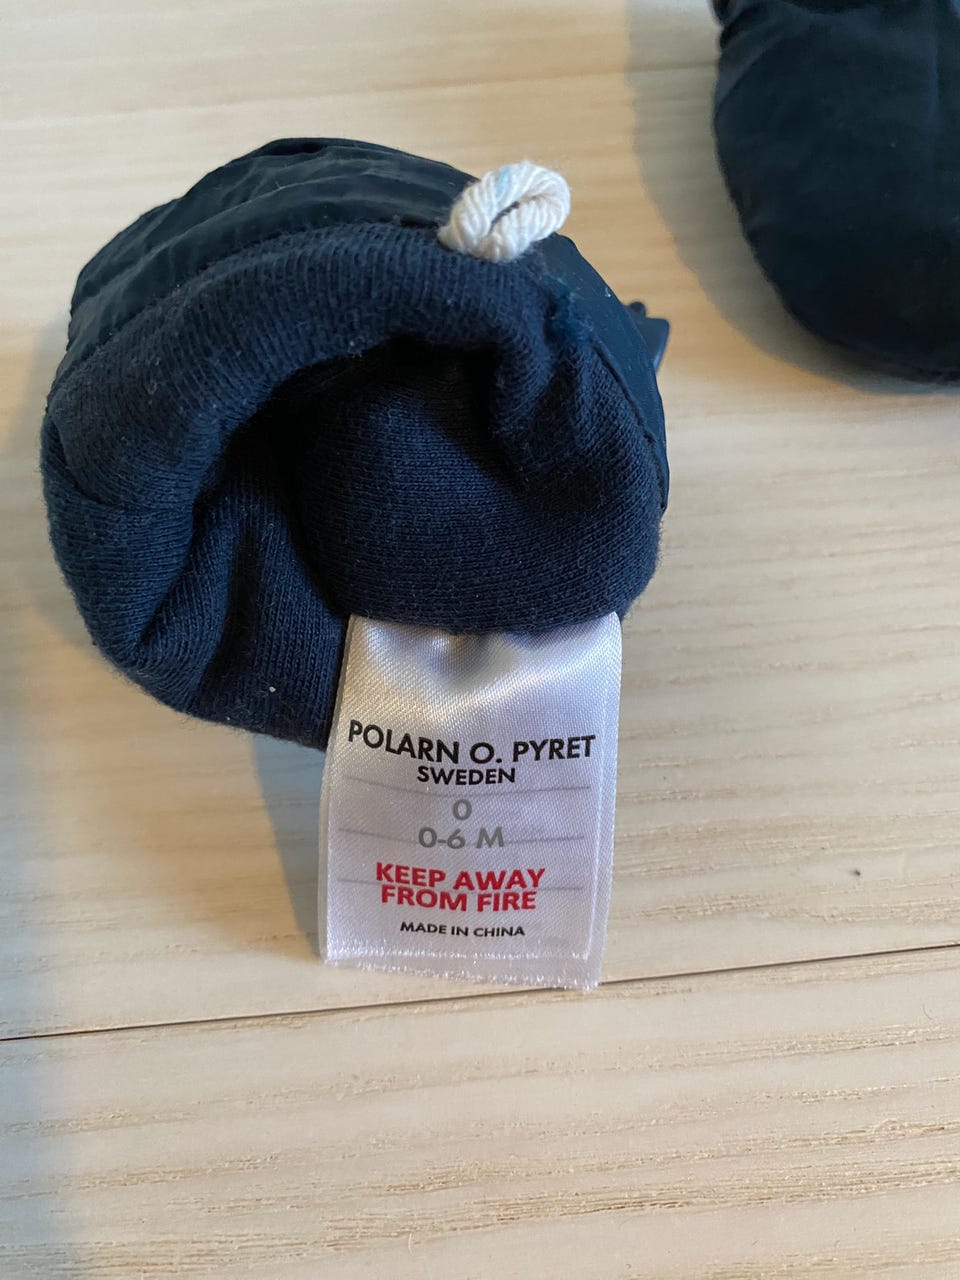 POLARN O. PYRET
SWEDEN
0
0-6 M
KEEP AWAY
FROM FIRE
MADE IN CHINA